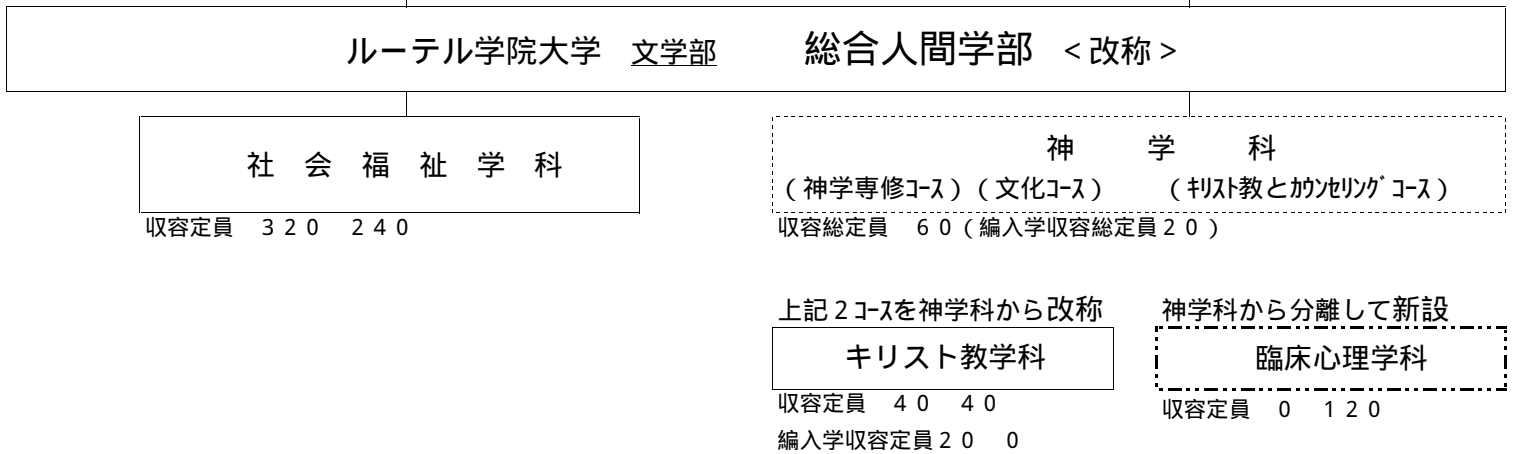 ルーテル学院大学　文学部　　総合人間学部　<改称>
社　会　福　祉　学　科
収容定員　３２０　２４０
神　　学　　科
（神学専修ｺｰｽ）（文化ｺｰｽ）　　（ｷﾘｽﾄ教とｶｳﾝｾﾘﾝｸﾞｺｰｽ）
収容総定員　６０（編入学収容総定員２０）
上記２ｺｰｽを神学科から改称
キリスト教学科
収容定員　４０　４０
編入学収容定員２０　０
神学科から分離して新設
臨床心理学科
収容定員　０　１２０